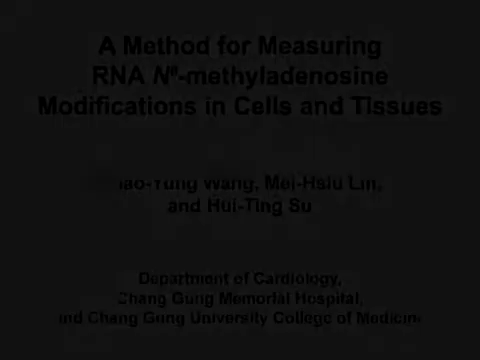 A Method for Measuring
RNA N⁶-methyladenosine
Modifications in Cells and Tissues
Wang, Mei-Hsiu Lin,
and Hui-Ting Su
Department of Cardiology,
Chang Gung Memorial Hospital,
and Chang Gung University College of Medicine